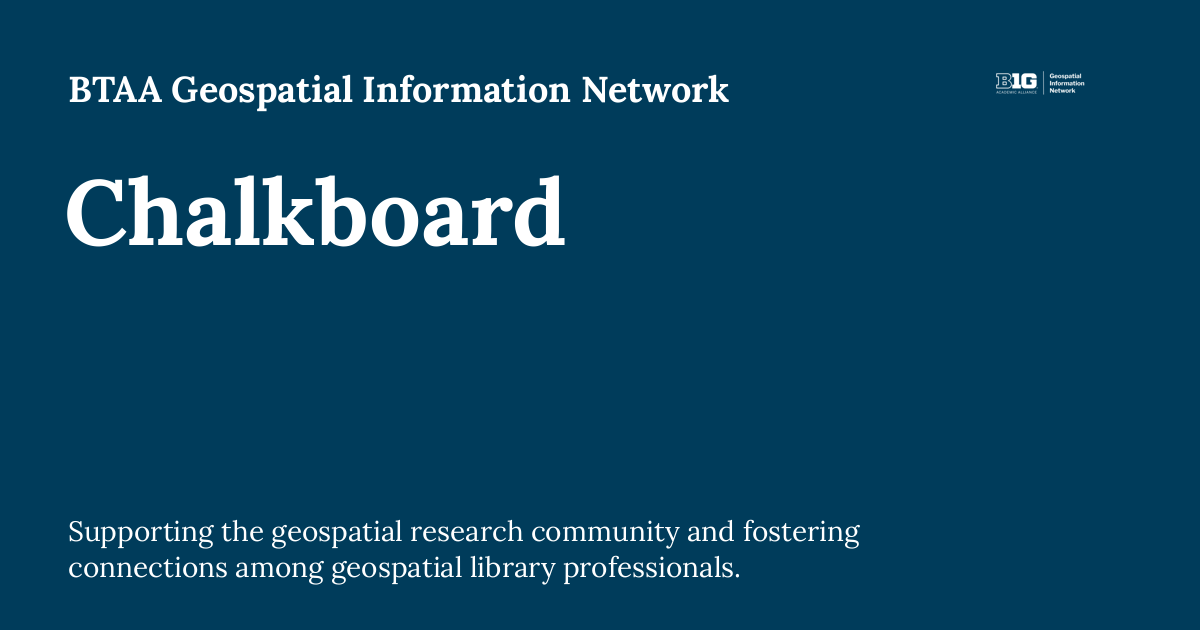 BTAA Geospatial Information Network
B1G
ACADEMIC ALLIANCE
Geospatial
Information
Network
Chalkboard
Supporting the geospatial research community and fostering
connections among geospatial library professionals.